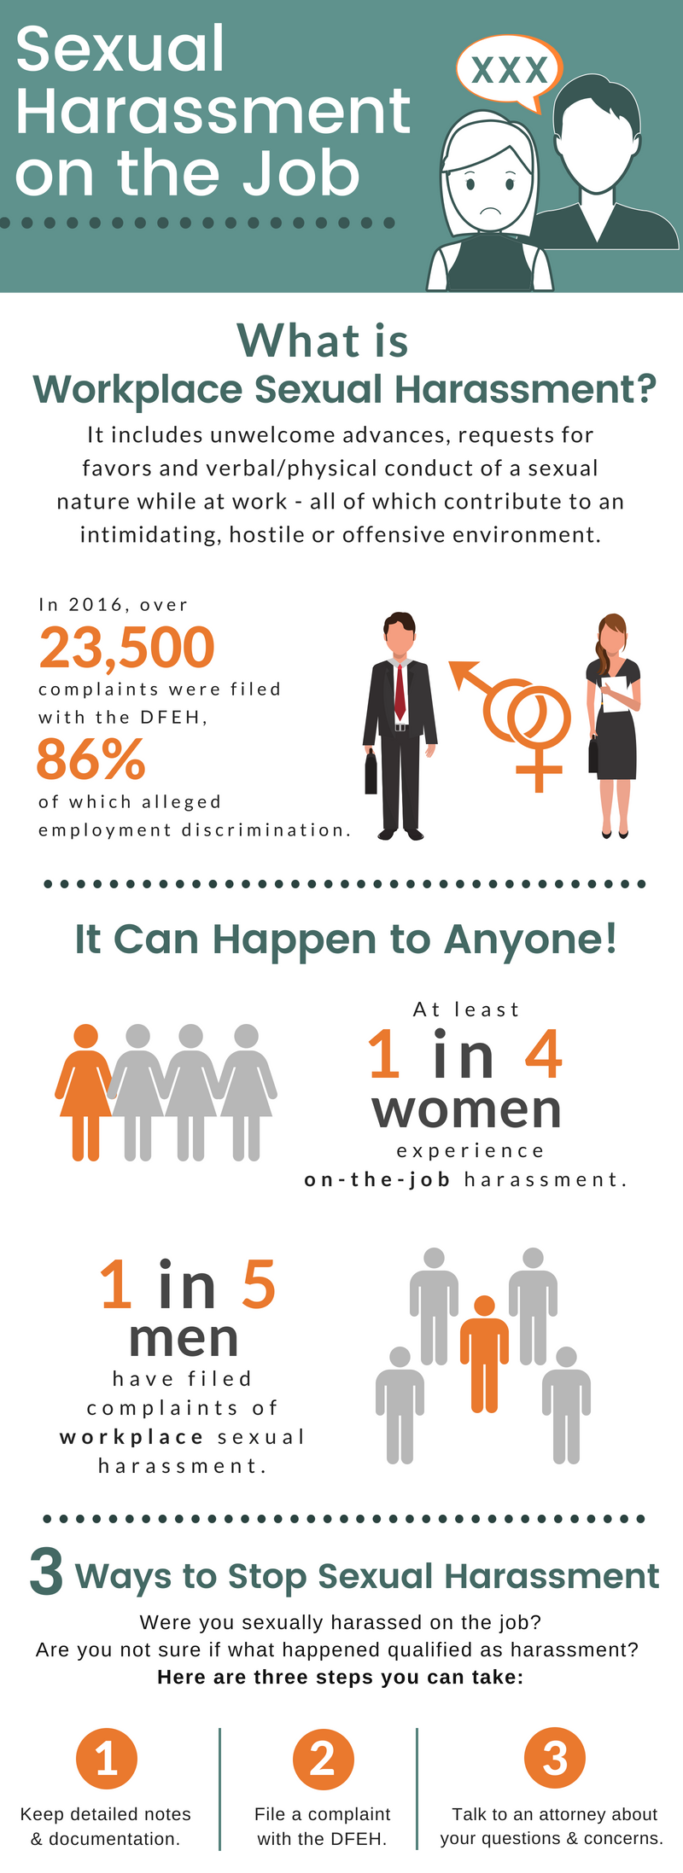 Sexual
Harassment
on the Job
XXX
What is
Workplace Sexual Harassment?
It includes unwelcome advances, requests for
favors and verbal/physical conduct of a sexual
nature while at work - all of which contribute to an
intimidating, hostile or offensive environment.
In 2016, over
23,500
complaints were filed
with the DFEH,
86%
of which alleged
employment discrimination.
It Can Happen to Anyone!
At least
1 in 4
women
experience
on-the-job harassment.
1 in 5
men
have filed
complaints of
workplace sexual
harassment.
3 Ways to Stop Sexual Harassment
Were you sexually harassed on the job?
Are you not sure if what happened qualified as harassment?
Here are three steps you can take:
1
Keep detailed notes
& documentation.
2
File a complaint
with the DFEH.
3
Talk to an attorney about
your questions & concerns.